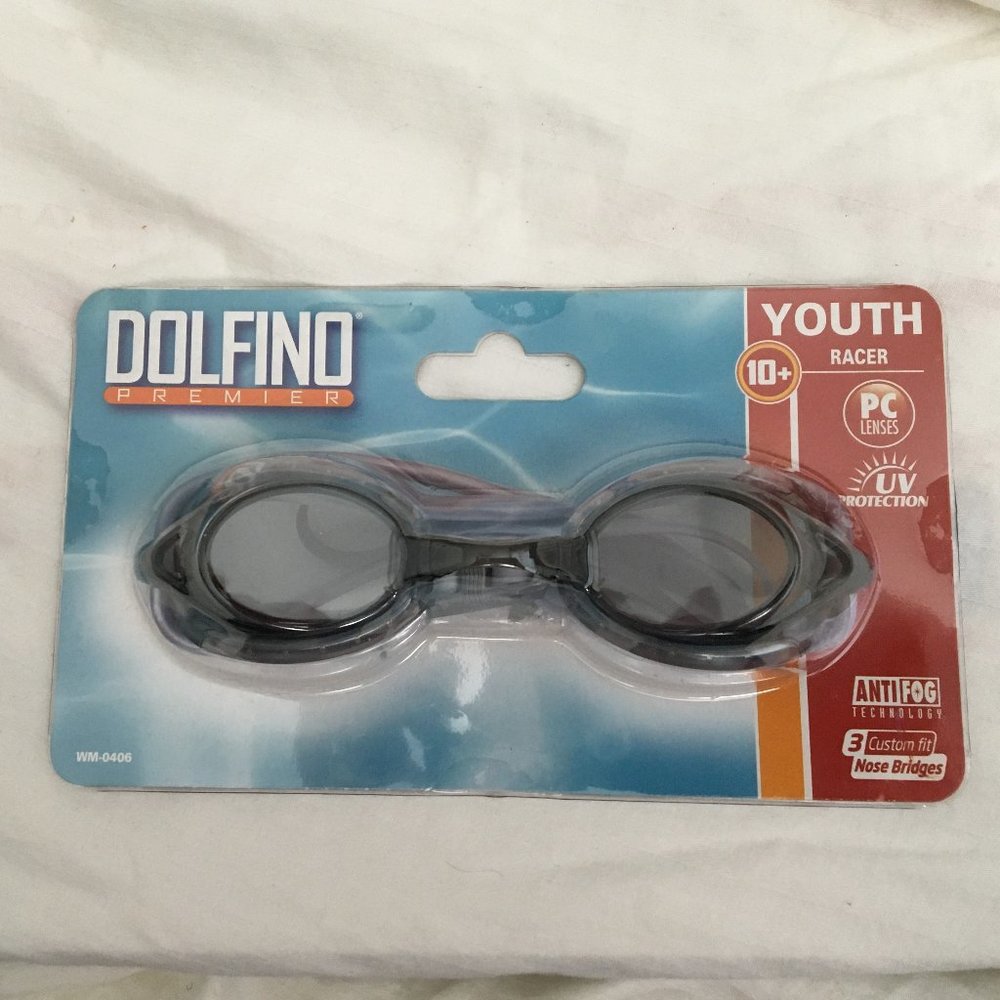 DOLFINO®
PREMIER
YOUTH
RACER
10+
PC
LENSES
UV
PROTECTION
ANTI FOG
TECHNOLOGY
3 Custom fit
Nose Bridges
WM-0406